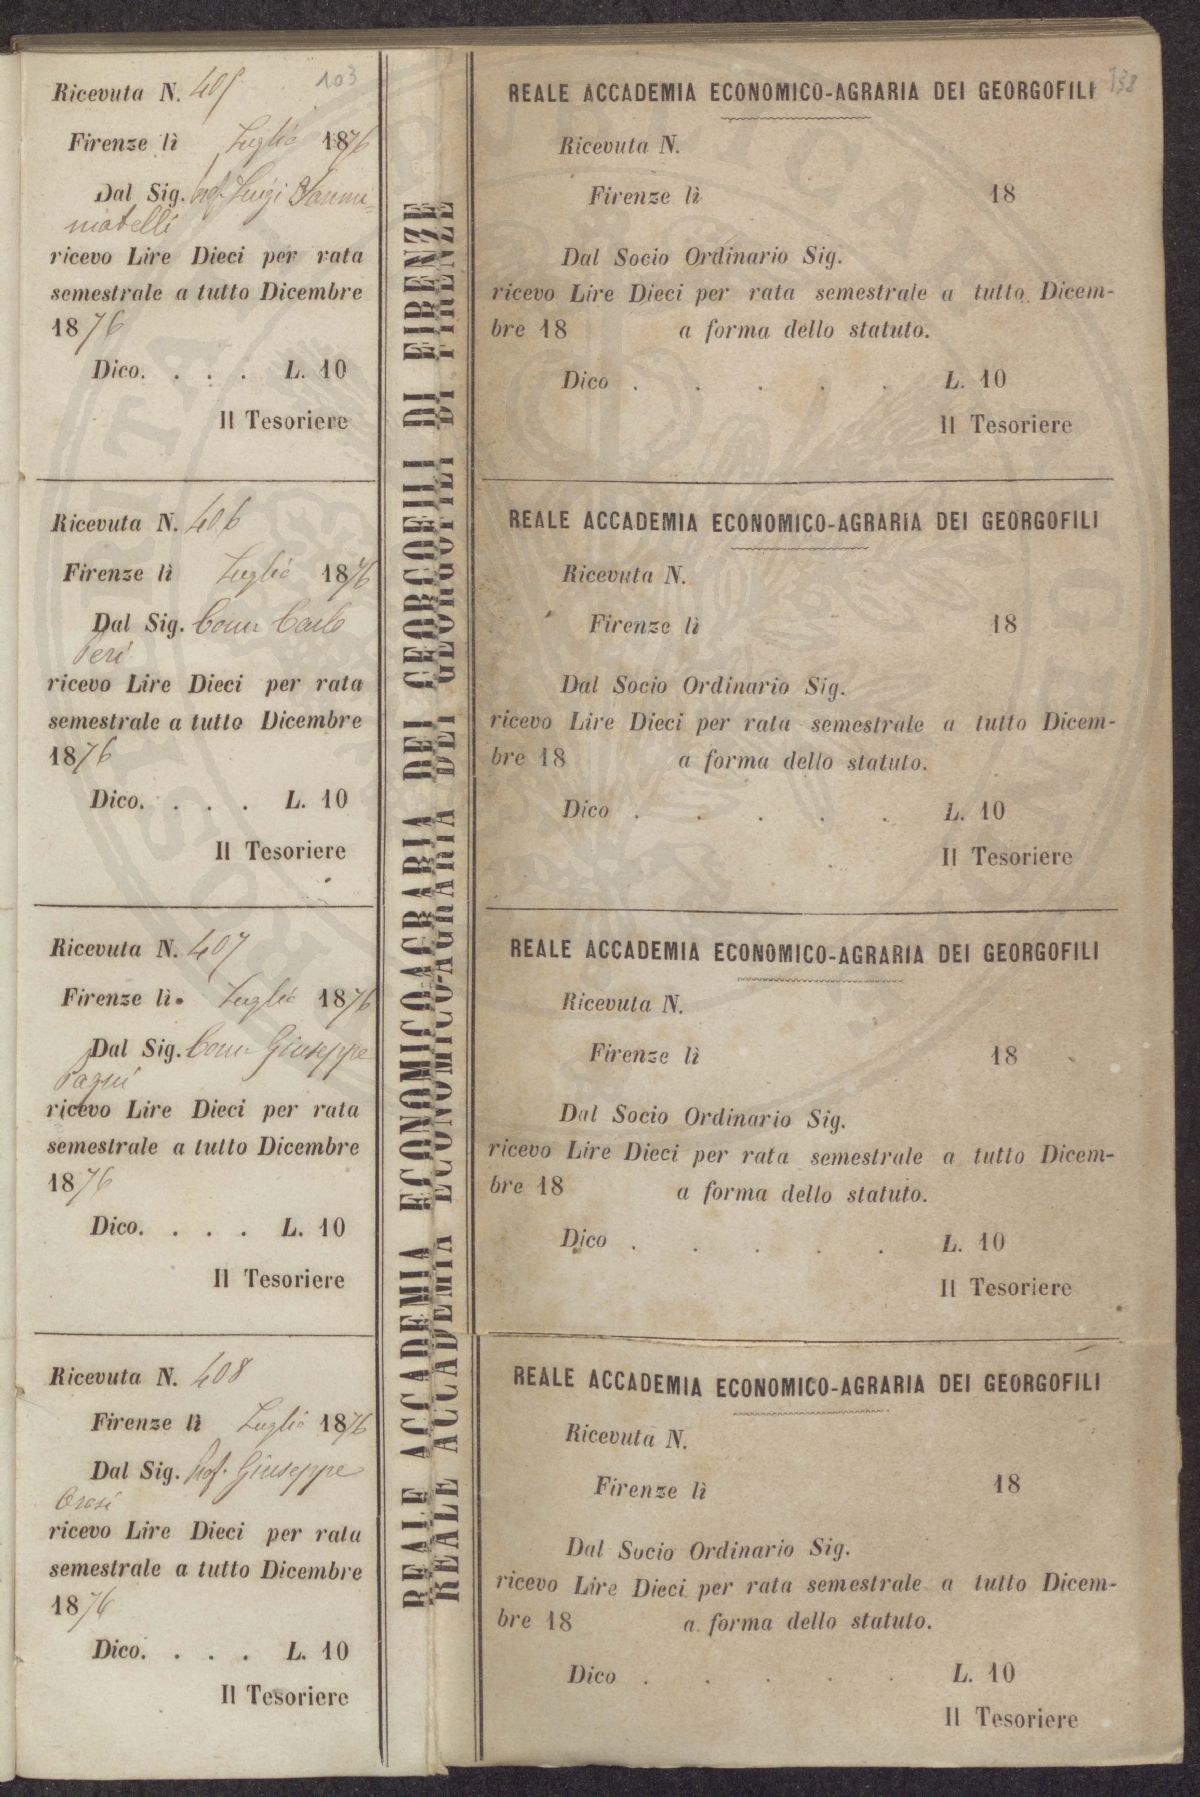 Ricevuta N. 405
103
Firenze lì Luglio 1876
Dal Sig. Prof. Luigi
ricevo Lire Dieci per rata
semestrale a tutto Dicembre
1876
Dico. . . . L. 10
Il Tesoriere
Ricevuta N. 406
Firenze lì Luglio 1876
Dal Sig. Comr Carlo
Peri
ricevo Lire Dieci per rata
semestrale a tutto Dicembre
1876
Dico. . . . L. 10
Il Tesoriere
Ricevuta N. 407
Firenze lì Luglio 1876
Dal Sig. Comr Giuseppe
Pagni
ricevo Lire Dieci per rata
semestrale a tutto Dicembre
1876
Dico. . . . L. 10
Il Tesoriere
Ricevuta N. 408
Firenze lì Luglio 1876
Dal Sig. Prof. Giuseppe
Orosi
ricevo Lire Dieci per rata
semestrale a tutto Dicembre
1876
Dico. . . . L. 10
Il Tesoriere
REALE ACCADEMIA ECONOMICO-AGRARIA DEI GEORGOFILI DI FIRENZE
REALE ACCADEMIA ECONOMICO-AGRARIA DEI GEORGOFILI DI FIRENZE
REALE ACCADEMIA ECONOMICO-AGRARIA DEI GEORGOFILI
138
Ricevuta N.
Firenze lì 18
Dal Socio Ordinario Sig.
ricevo Lire Dieci per rata semestrale a tutto Dicem-
bre 18 a forma dello statuto.
Dico . . . . . L. 10
Il Tesoriere
REALE ACCADEMIA ECONOMICO-AGRARIA DEI GEORGOFILI
Ricevuta N.
Firenze lì 18
Dal Socio Ordinario Sig.
ricevo Lire Dieci per rata semestrale a tutto Dicem-
bre 18 a forma dello statuto.
Dico . . . . . L. 10
Il Tesoriere
REALE ACCADEMIA ECONOMICO-AGRARIA DEI GEORGOFILI
Ricevuta N.
Firenze lì 18
Dal Socio Ordinario Sig.
ricevo Lire Dieci per rata semestrale a tutto Dicem-
bre 18 a forma dello statuto.
Dico . . . . . L. 10
Il Tesoriere
REALE ACCADEMIA ECONOMICO-AGRARIA DEI GEORGOFILI
Ricevuta N.
Firenze lì 18
Dal Socio Ordinario Sig.
ricevo Lire Dieci per rata semestrale a tutto Dicem-
bre 18 a forma dello statuto.
Dico . . . . . L. 10
Il Tesoriere